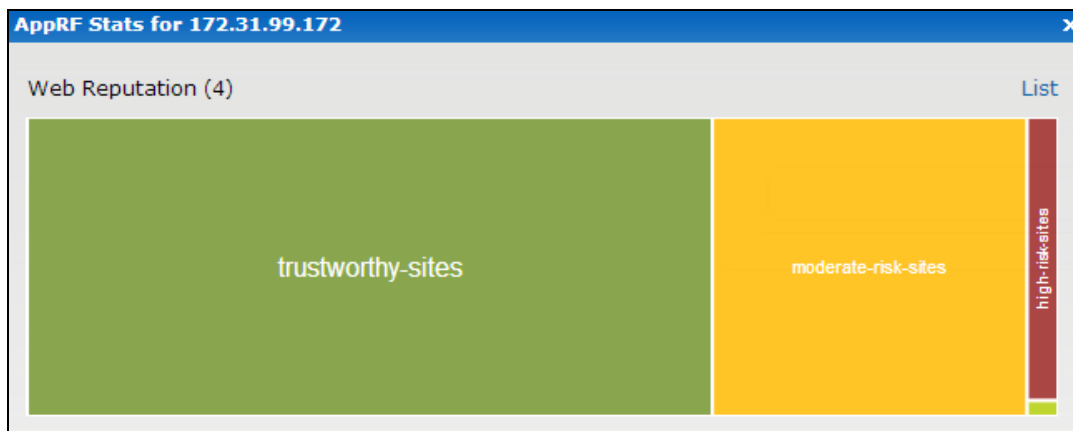 AppRF Stats for 172.31.99.172
x
Web Reputation (4)
List
trustworthy-sites
moderate-risk-sites
high-risk-sites